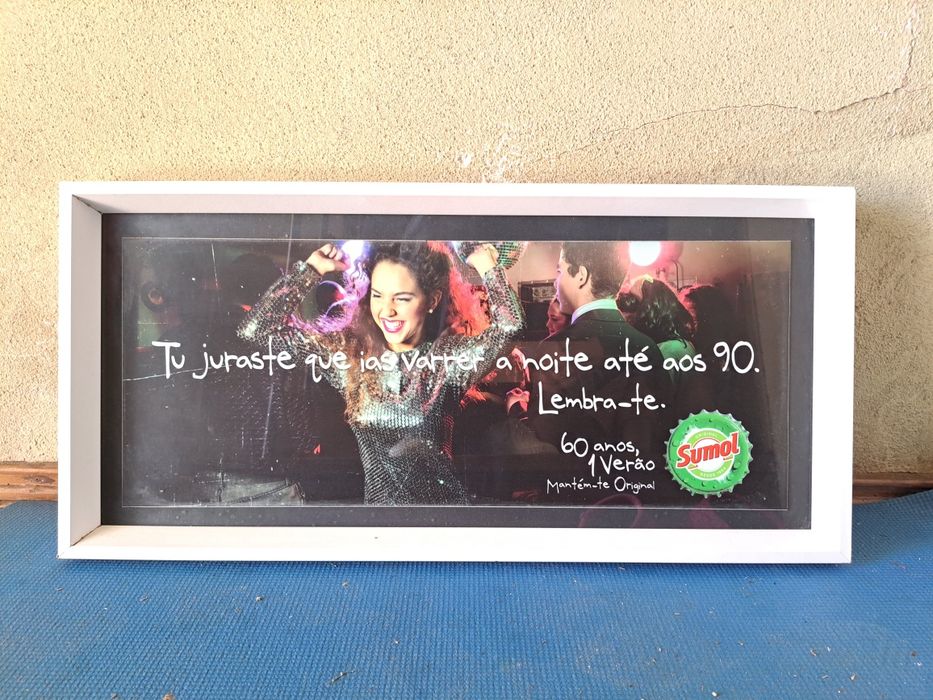 Tu juraste que ias varrer a noite até aos 90.
Lembra-te.
60 anos,
1 Verão
Mantém-te Original
Sumol